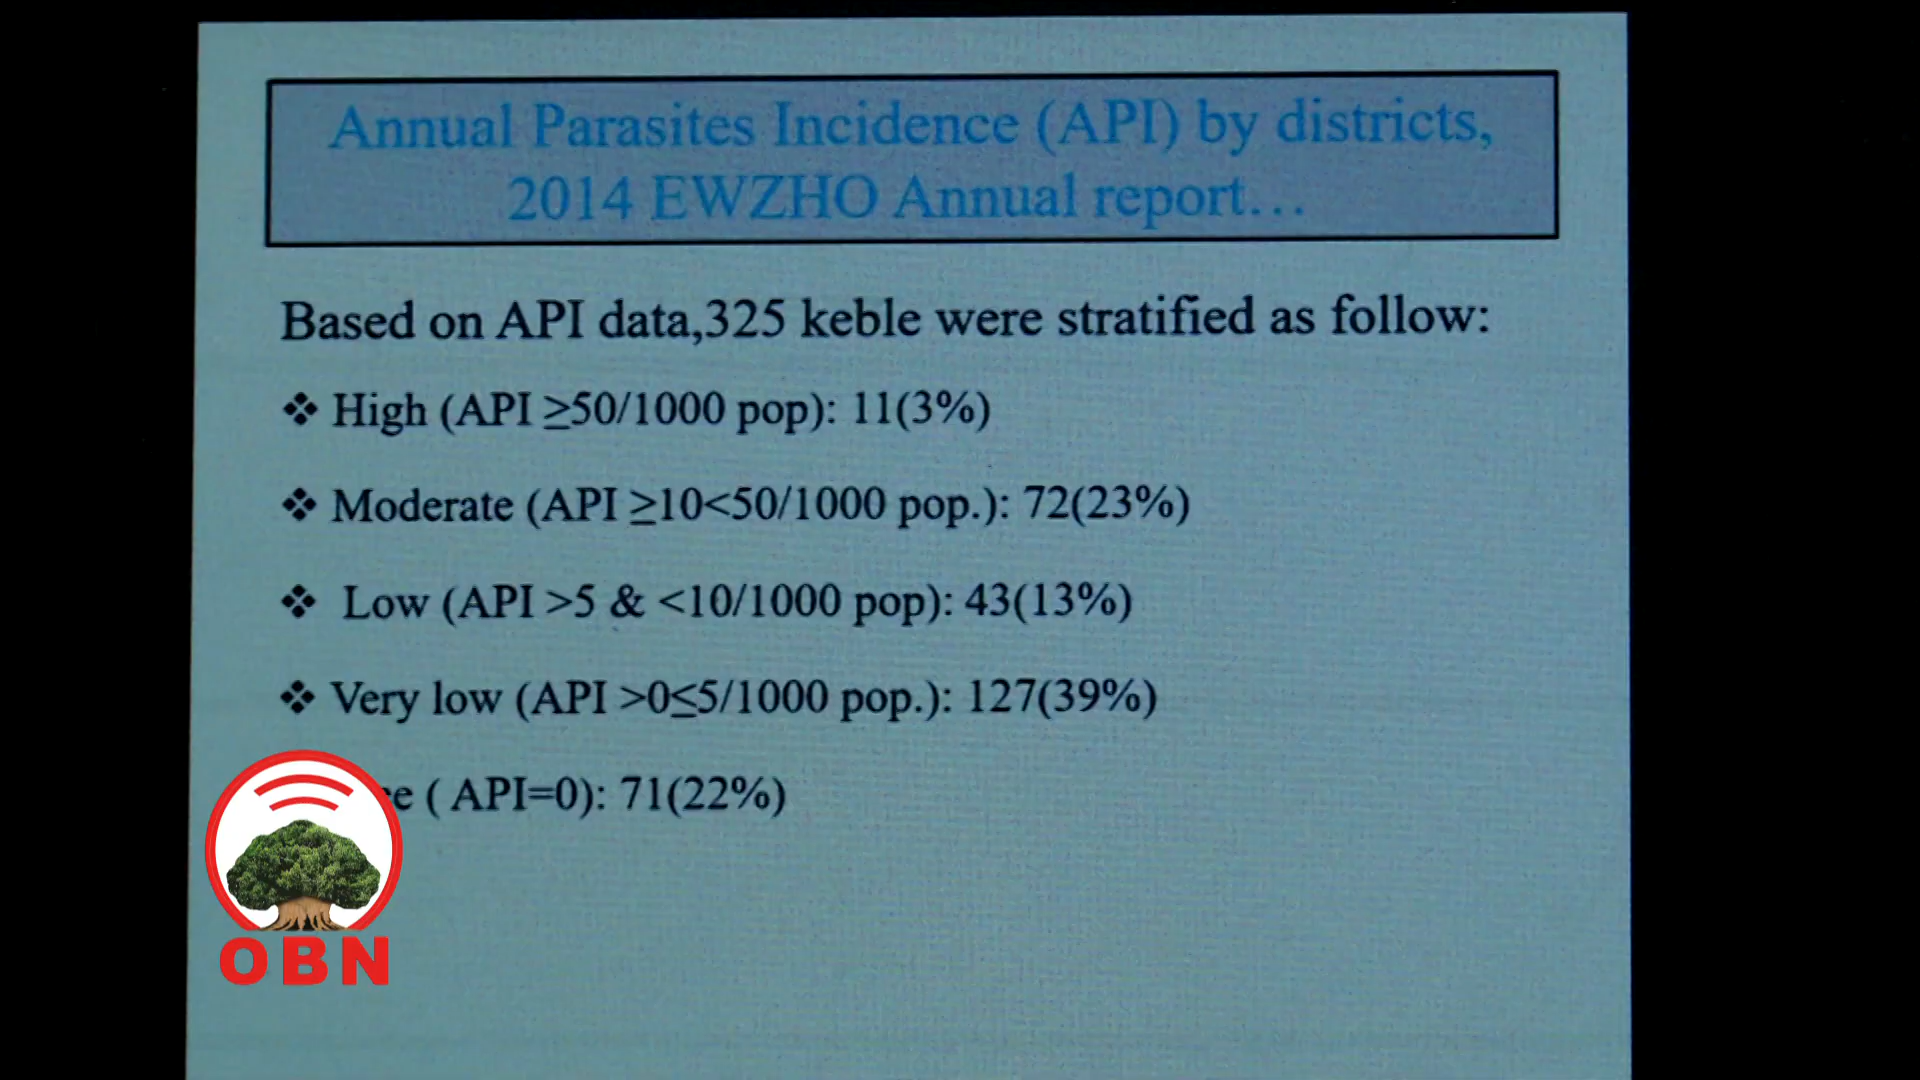 Annual Parasites Incidence (API) by districts,
2014 EWZHO Annual report...
Based on API data,325 keble were stratified as follow:
❖ High (API ≥50/1000 pop): 11(3%)
❖ Moderate (API ≥10<50/1000 pop.): 72(23%)
❖ Low (API >5 & <10/1000 pop): 43(13%)
❖ Very low (API >0≤5/1000 pop.): 127(39%)
( API=0): 71(22%)
OBN